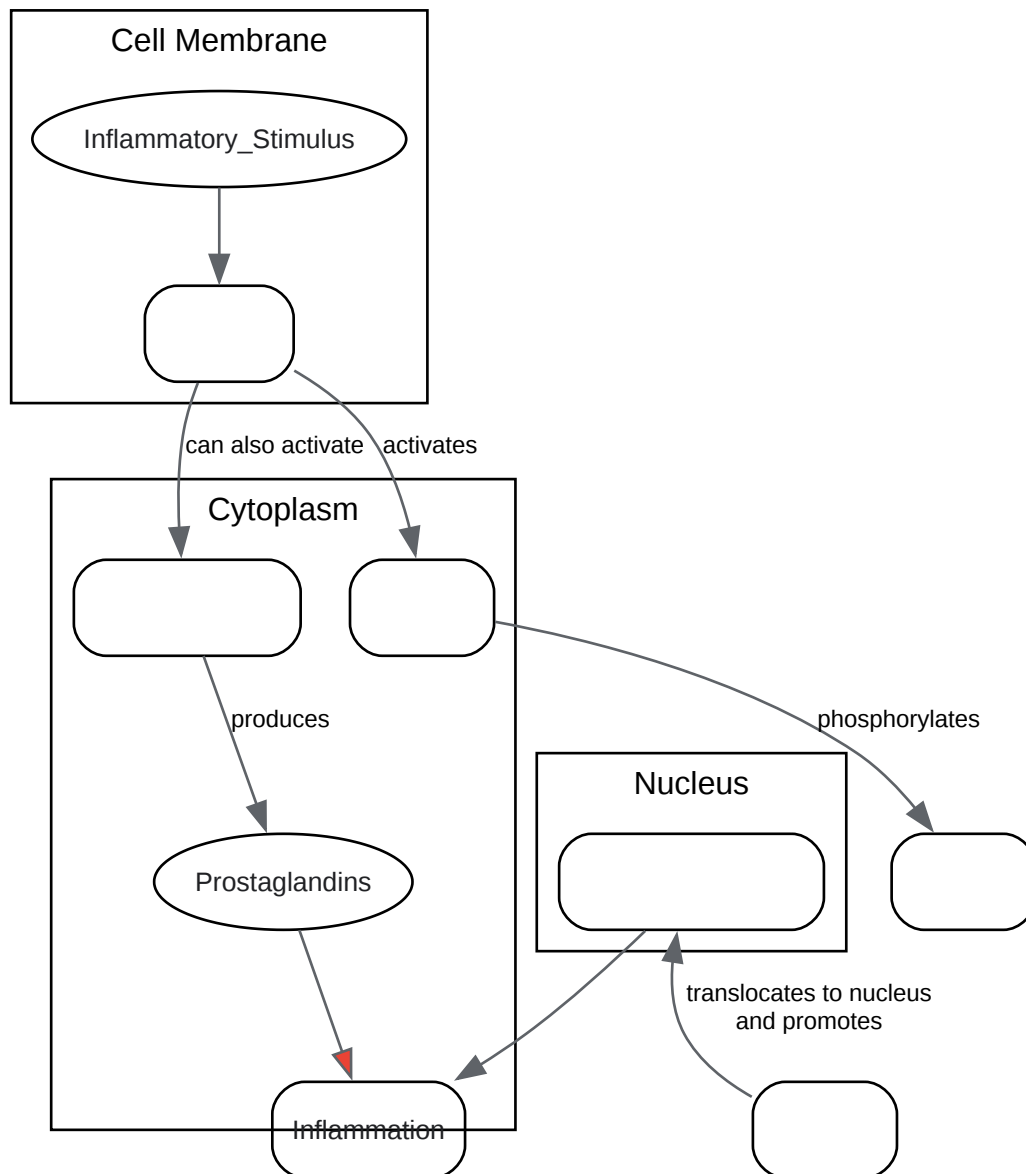 Cell Membrane
Inflammatory_Stimulus
can also activate
activates
Cytoplasm
produces
phosphorylates
Nucleus
Prostaglandins
translocates to nucleus
and promotes
Inflammation